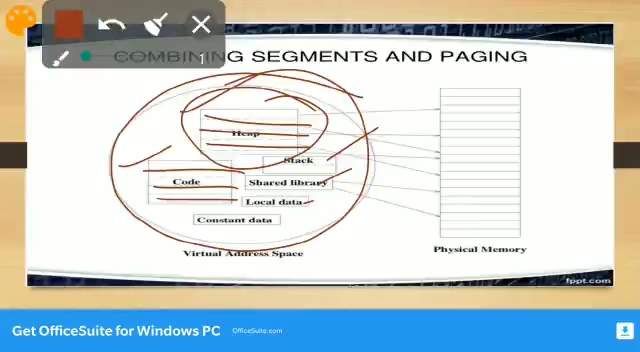 COMBINING SEGMENTS AND PAGING
1
Heap
Stack
Code
Shared library
Local data
Constant data
Virtual Address Space
Physical Memory
fppt.com
Get OfficeSuite for Windows PC
OfficeSuite.com